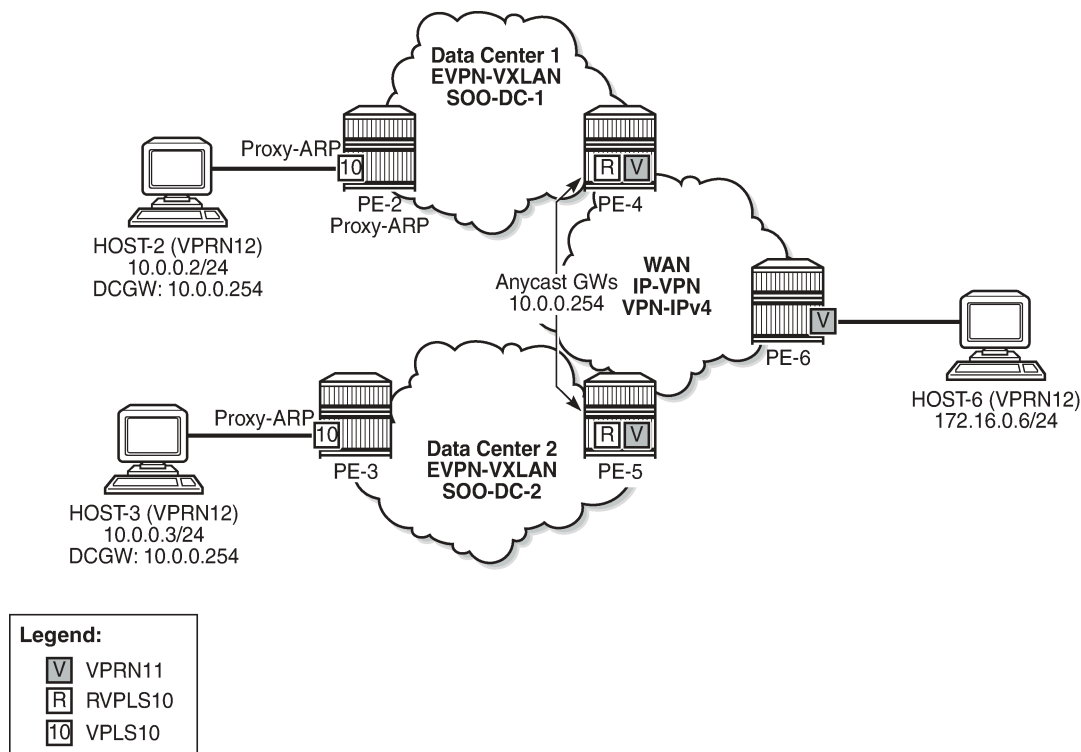 Data Center 1
EVPN-VXLAN
SOO-DC-1
Proxy-ARP
10
PE-2
Proxy-ARP
R V
PE-4
HOST-2 (VPRN12)
10.0.0.2/24
DCGW: 10.0.0.254
WAN
IP-VPN
VPN-IPv4
Anycast GWs
10.0.0.254
V
PE-6
HOST-6 (VPRN12)
172.16.0.6/24
Proxy-ARP
10
PE-3
Data Center 2
EVPN-VXLAN
SOO-DC-2
R V
PE-5
HOST-3 (VPRN12)
10.0.0.3/24
DCGW: 10.0.0.254
Legend:
V VPRN11
R RVPLS10
10 VPLS10